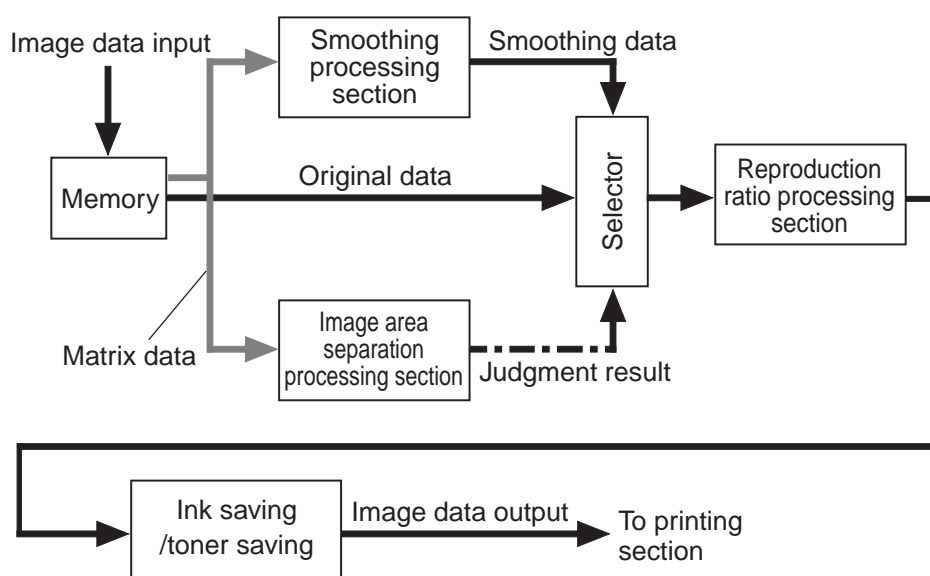 Image data input
Smoothing
processing
section
Smoothing data
Memory
Original data
Selector
Reproduction
ratio processing
section
Matrix data
Image area
separation
processing section
Judgment result
Ink saving
/toner saving
Image data output
To printing
section